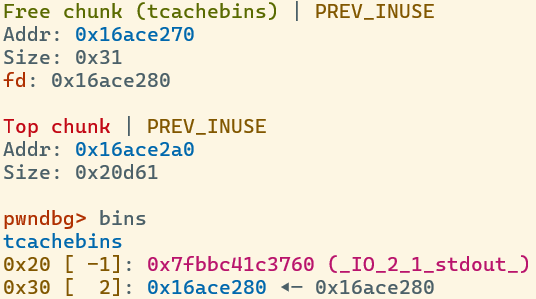 Free chunk (tcachebins) | PREV_INUSE
Addr: 0x16ace270
Size: 0x31
fd: 0x16ace280
Top chunk | PREV_INUSE
Addr: 0x16ace2a0
Size: 0x20d61
pwndbg> bins
tcachebins
0x20 [ -1]: 0x7fbbc41c3760 (_IO_2_1_stdout_)
0x30 [  2]: 0x16ace280 ◂— 0x16ace280